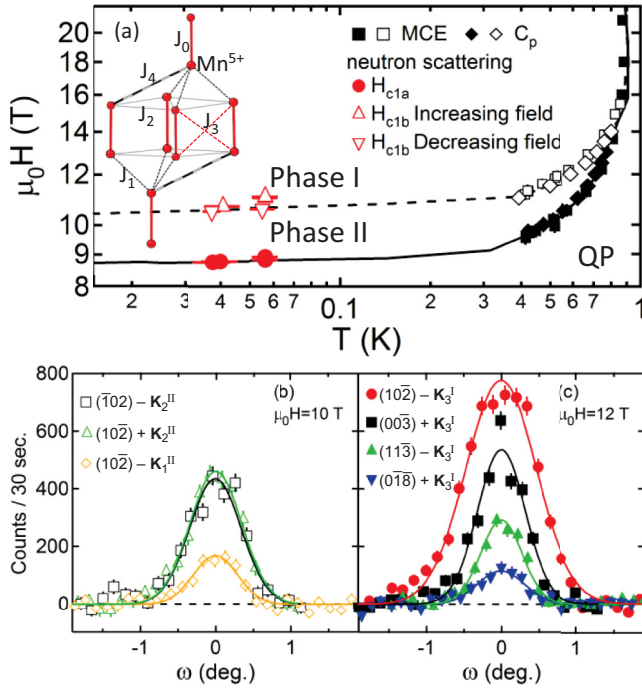 (a)
J₀
J₄
Mn⁵⁺
J₂
J₃
J₁
■ □ MCE ◆ ◇ Cₚ
neutron scattering
● H_c1a
△ H_c1b Increasing field
▽ H_c1b Decreasing field
Phase I
Phase II
QP
μ₀H (T)
20
18
16
14
12
10
9
8
2 3 4 5 6 7 0.1 2 3 4 5 6 7 1
T (K)
(b)
□ (1̅02) – K₂ᴵᴵ
△ (102̅) + K₂ᴵᴵ
◇ (102̅) – K₁ᴵᴵ
μ₀H=10 T
(c)
● (102̅) – K₃ᴵ
■ (003̅) + K₃ᴵ
▲ (113̅) – K₃ᴵ
▼ (01̅8̅) + K₃ᴵ
μ₀H=12 T
Counts / 30 sec.
800
600
400
200
0
-1 0 1
-1 0 1
ω (deg.)
ω (deg.)